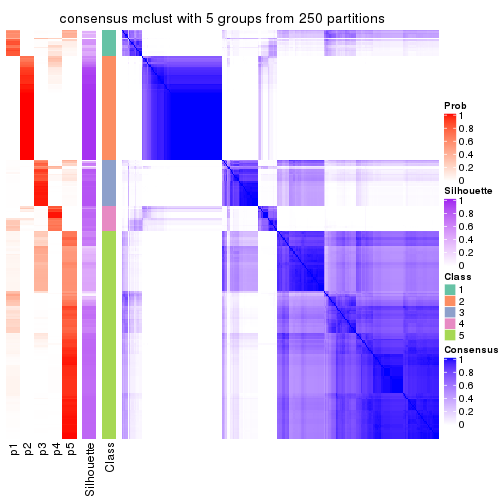 consensus mclust with 5 groups from 250 partitions
Prob
1
0.8
0.6
0.4
0.2
0
Silhouette
1
0.8
0.6
0.4
0.2
0
Class
1
2
3
4
5
Consensus
1
0.8
0.6
0.4
0.2
0
p1
p2
p3
p4
p5
Silhouette
Class